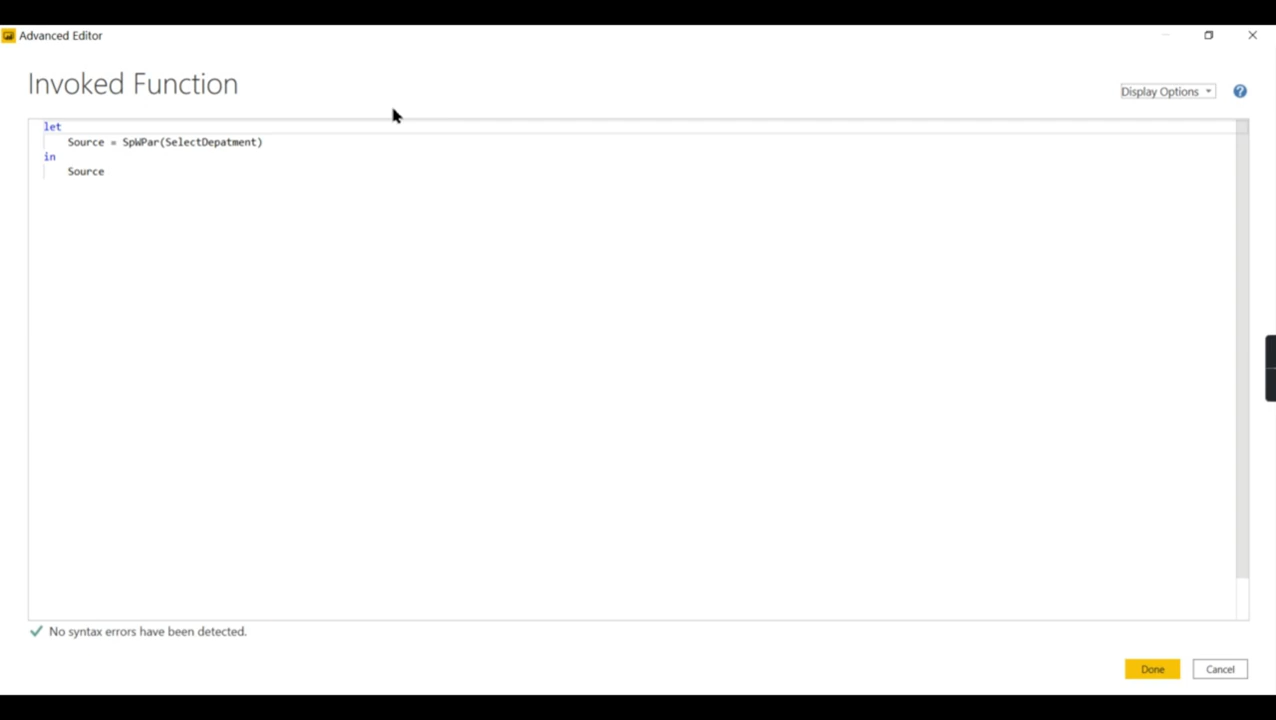 Advanced Editor
Invoked Function
Display Options
?
let
Source = SpWPar(SelectDepatment)
in
Source
No syntax errors have been detected.
Done
Cancel